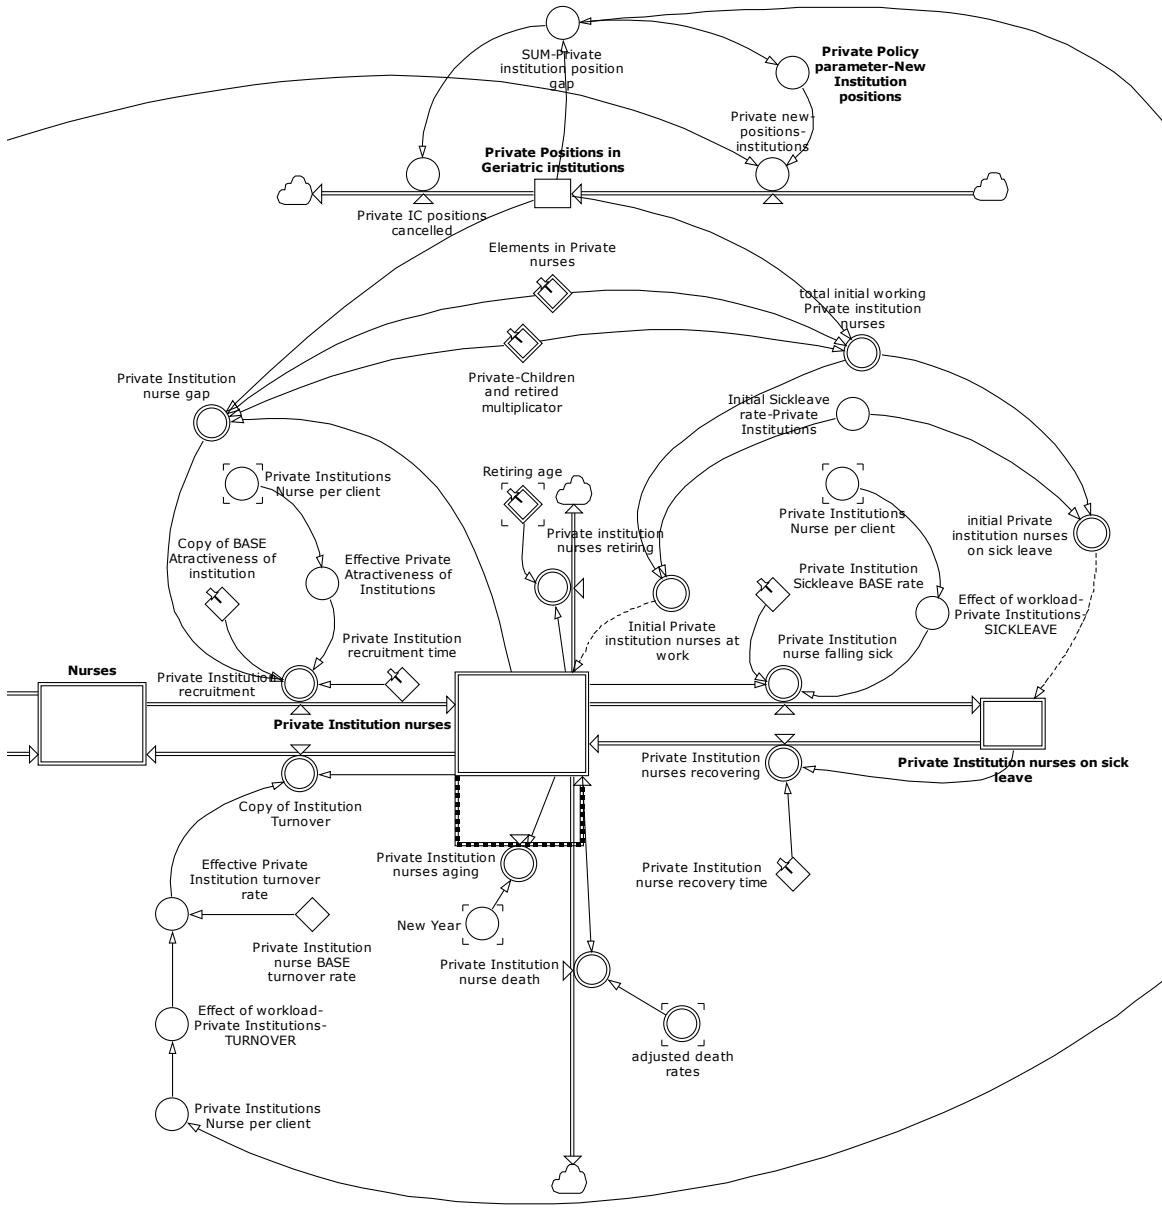 SUM-Private
institution position
gap
Private Policy
parameter-New
Institution
positions
Private new-
positions-
institutions
Private Positions in
Geriatric institutions
Private IC positions
cancelled
Elements in Private
nurses
total initial working
Private institution
nurses
Private-Children
and retired
multiplicator
Private Institution
nurse gap
Initial Sickleave
rate-Private
Institutions
Private Institutions
Nurse per client
Retiring age
Private institution
nurses retiring
Private Institutions
Nurse per client
initial Private
institution nurses
on sick leave
Copy of BASE
Atractiveness of
institution
Effective Private
Atractiveness of
Institutions
Private Institution
Sickleave BASE rate
Effect of workload-
Private Institutions-
SICKLEAVE
Initial Private
institution nurses at
work
Private Institution
recruitment time
Private Institution
nurse falling sick
Nurses
Private Institution
recruitment
Private Institution nurses
Private Institution
nurses recovering
Private Institution nurses on sick
leave
Copy of Institution
Turnover
Private Institution
nurses aging
Private Institution
nurse recovery time
Effective Private
Institution turnover
rate
New Year
Private Institution
nurse BASE
turnover rate
Private Institution
nurse death
Effect of workload-
Private Institutions-
TURNOVER
adjusted death
rates
Private Institutions
Nurse per client